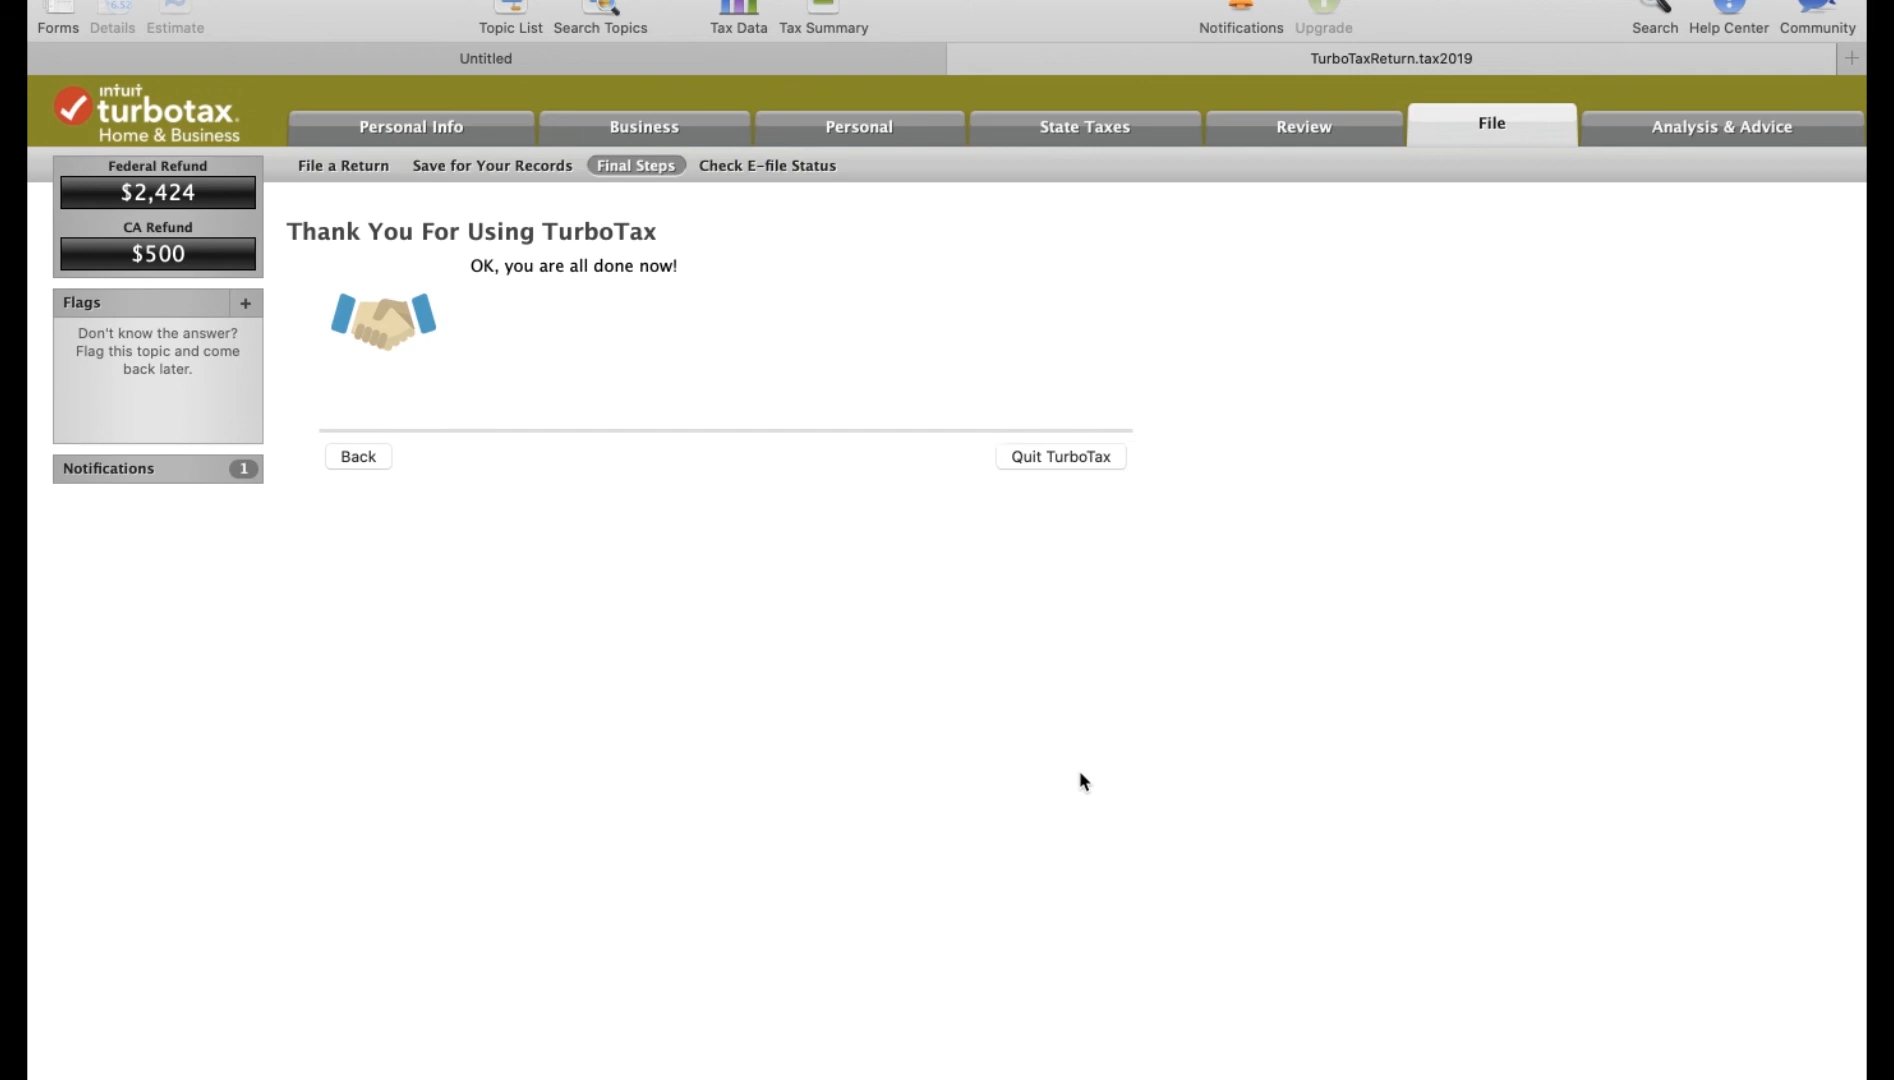 Forms Details Estimate Topic List Search Topics Tax Data Tax Summary Notifications Upgrade Search Help Center Community
Untitled TurboTaxReturn.tax2019 +
intuit
turbotax.
Home & Business
Personal Info Business Personal State Taxes Review File Analysis & Advice
File a Return Save for Your Records Final Steps Check E-file Status
Federal Refund
$2,424
CA Refund
$500
Flags +
Don't know the answer?
Flag this topic and come
back later.
Notifications 1
Thank You For Using TurboTax
OK, you are all done now!
Back Quit TurboTax